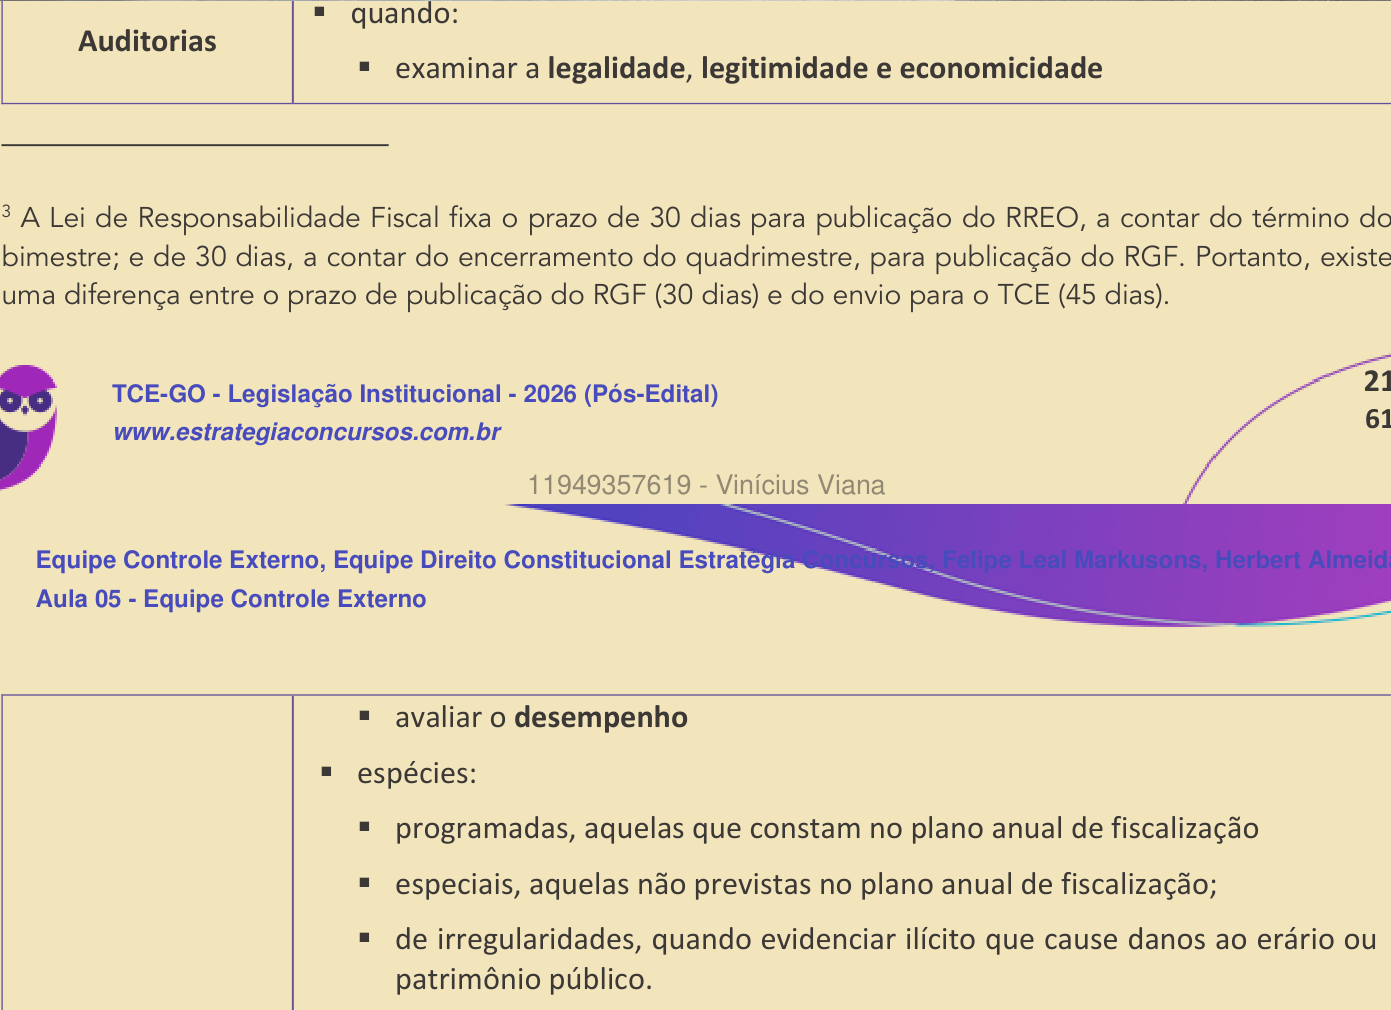 ▪ quando:
Auditorias
▪ examinar a legalidade, legitimidade e economicidade
3 A Lei de Responsabilidade Fiscal fixa o prazo de 30 dias para publicação do RREO, a contar do término do
bimestre; e de 30 dias, a contar do encerramento do quadrimestre, para publicação do RGF. Portanto, existe
uma diferença entre o prazo de publicação do RGF (30 dias) e do envio para o TCE (45 dias).
TCE-GO - Legislação Institucional - 2026 (Pós-Edital)
www.estrategiaconcursos.com.br
21
61
11949357619 - Vinícius Viana
Equipe Controle Externo, Equipe Direito Constitucional Estratégia Concursos, Felipe Leal Markusons, Herbert Almeida
Aula 05 - Equipe Controle Externo
▪ avaliar o desempenho
▪ espécies:
▪ programadas, aquelas que constam no plano anual de fiscalização
▪ especiais, aquelas não previstas no plano anual de fiscalização;
▪ de irregularidades, quando evidenciar ilícito que cause danos ao erário ou
patrimônio público.